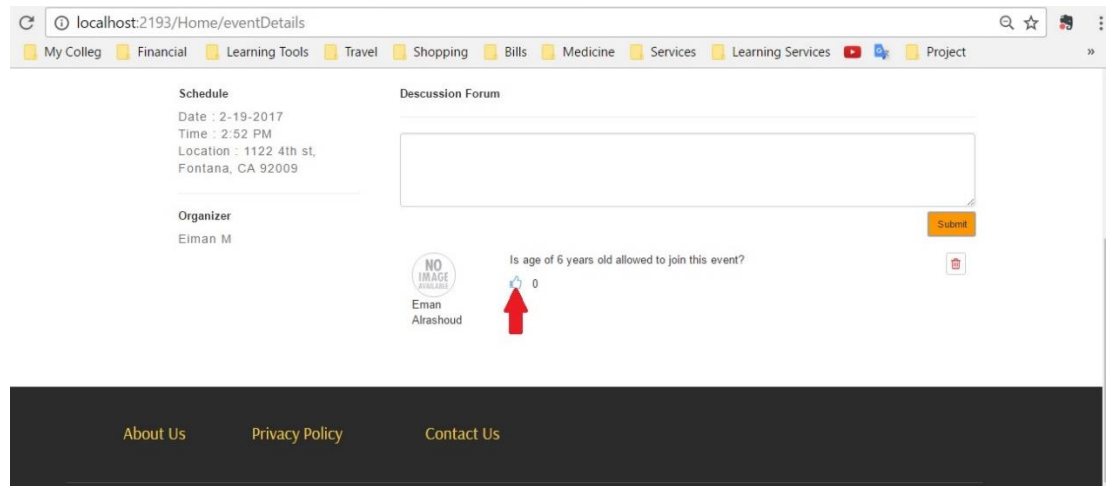 localhost:2193/Home/eventDetails
My Colleg Financial Learning Tools Travel Shopping Bills Medicine Services Learning Services Project »
Schedule
Date : 2-19-2017
Time : 2:52 PM
Location : 1122 4th st,
Fontana, CA 92009
Organizer
Eiman M
Descussion Forum
Submit
NO
IMAGE
AVAILABLE
Eman
Alrashoud
Is age of 6 years old allowed to join this event?
0
About Us Privacy Policy Contact Us